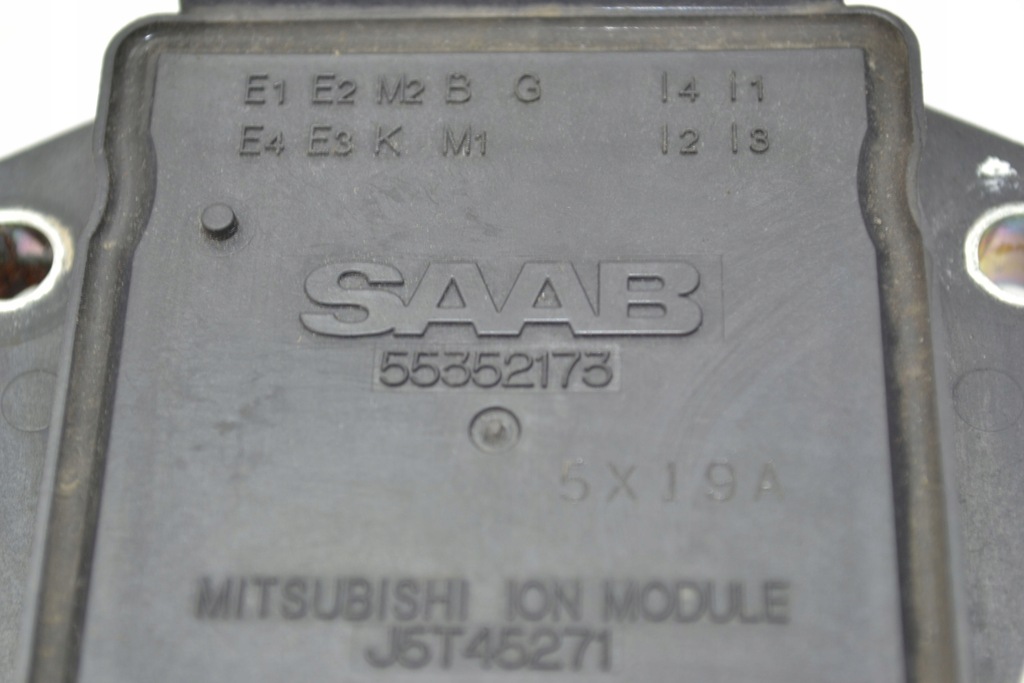 E1 E2 M2 B G I4 I1
E4 E3 K M1 I2 I3
SAAB
55352173
5X19A
MITSUBISHI ION MODULE
J5T45271